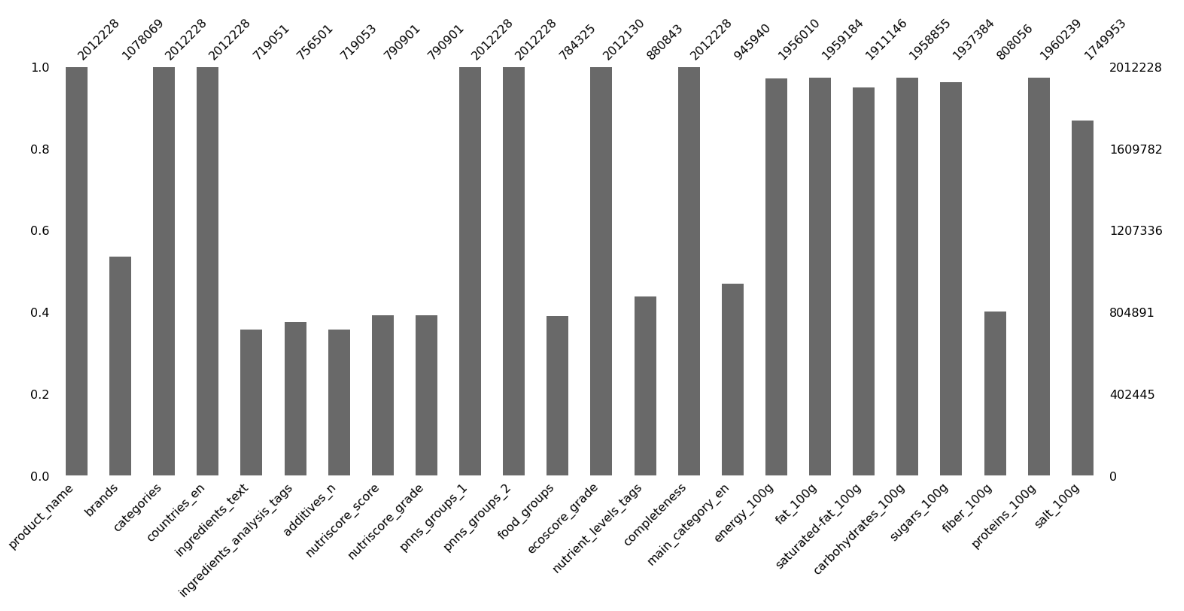 2012228
1078069
2012228
2012228
719051
756501
719053
790901
790901
2012228
2012228
784325
2012130
880843
2012228
945940
1956010
1959184
1911146
1958855
1937384
808056
1960239
1749953
1.0
2012228
0.8
1609782
0.6
1207336
0.4
804891
0.2
402445
0.0
0
product_name
brands
categories
countries_en
ingredients_text
ingredients_analysis_tags
additives_n
nutriscore_score
nutriscore_grade
pnns_groups_1
pnns_groups_2
food_groups
ecoscore_grade
nutrient_levels_tags
completeness
main_category_en
energy_100g
fat_100g
saturated-fat_100g
carbohydrates_100g
sugars_100g
fiber_100g
proteins_100g
salt_100g